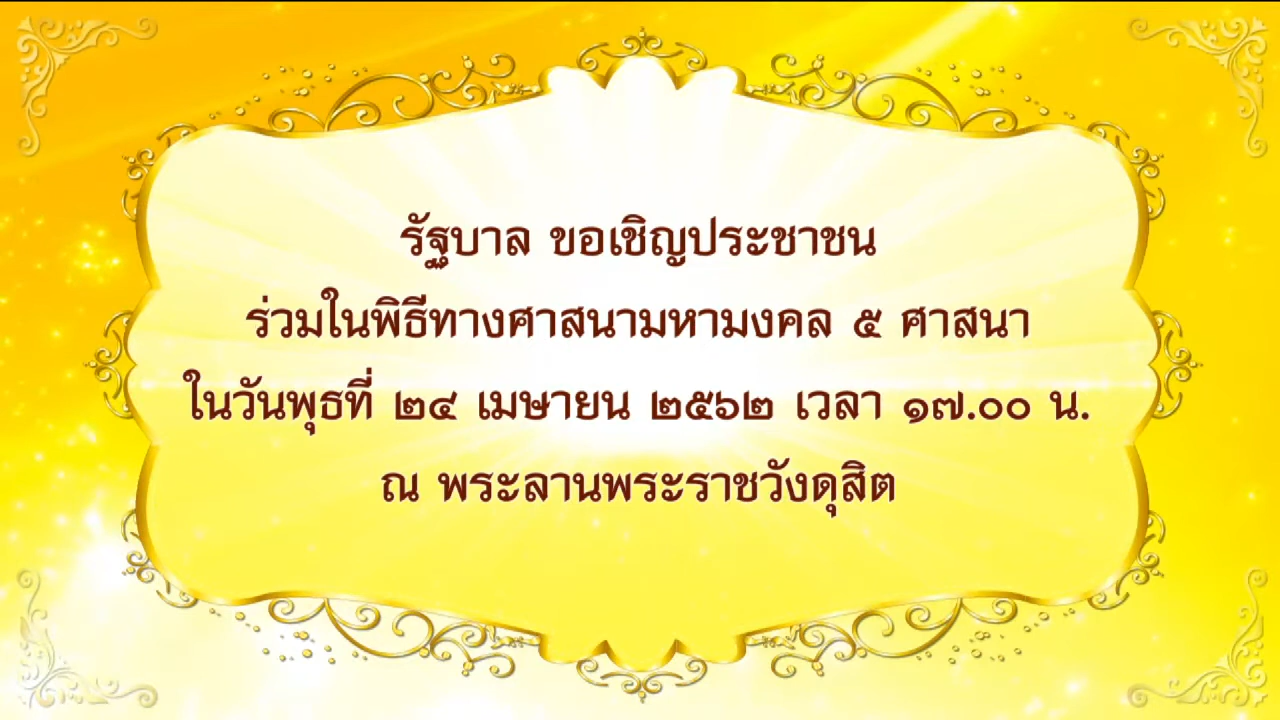 รัฐบาล ขอเชิญประชาชน
ร่วมในพิธีทางศาสนามหามงคล ๕ ศาสนา
ในวันพุธที่ ๒๔ เมษายน ๒๕๖๒ เวลา ๑๗.๐๐ น.
ณ พระลานพระราชวังดุสิต